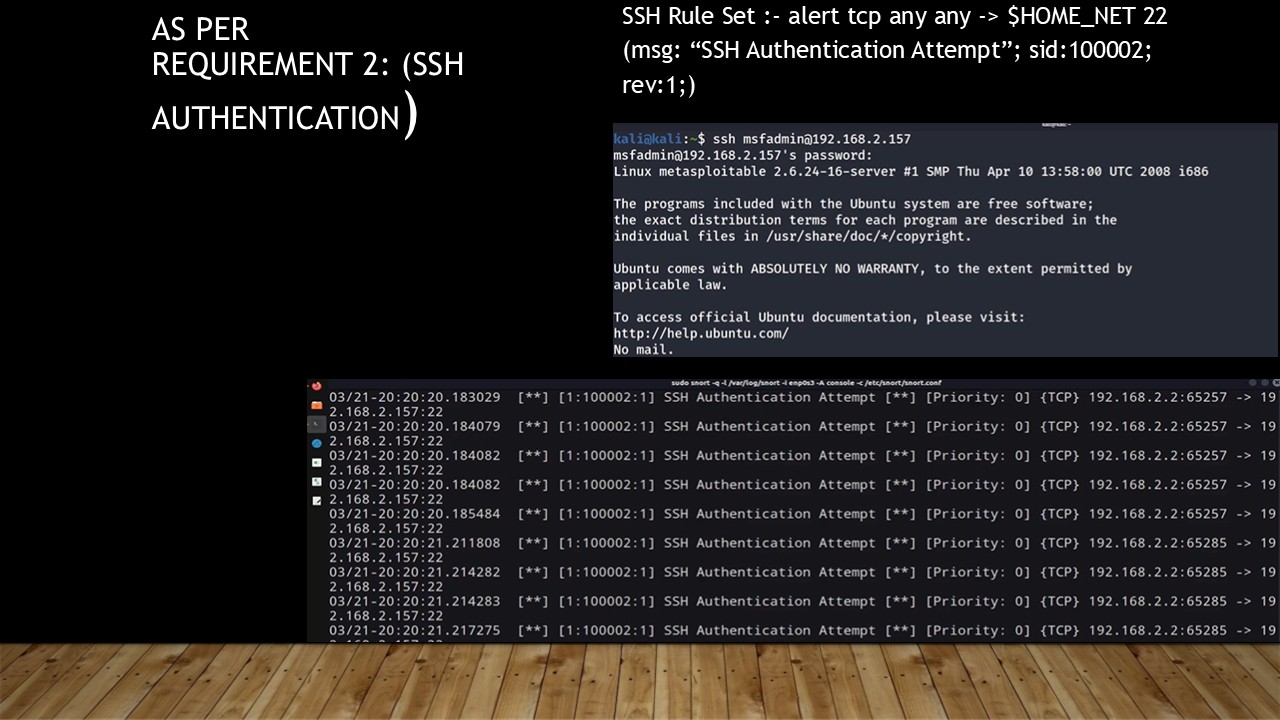 AS PER
REQUIREMENT 2: (SSH
AUTHENTICATION)
SSH Rule Set :- alert tcp any any -> $HOME_NET 22
(msg: “SSH Authentication Attempt”; sid:100002;
rev:1;)
kali@kali:~$ ssh msfadmin@192.168.2.157
msfadmin@192.168.2.157's password:
Linux metasploitable 2.6.24-16-server #1 SMP Thu Apr 10 13:58:00 UTC 2008 i686
The programs included with the Ubuntu system are free software;
the exact distribution terms for each program are described in the
individual files in /usr/share/doc/*/copyright.
Ubuntu comes with ABSOLUTELY NO WARRANTY, to the extent permitted by
applicable law.
To access official Ubuntu documentation, please visit:
http://help.ubuntu.com/
No mail.
sudo snort -q -l /var/log/snort -i enp0s3 -A console -c /etc/snort/snort.conf
03/21-20:20:20.183029 [**] [1:100002:1] SSH Authentication Attempt [**] [Priority: 0] {TCP} 192.168.2.2:65257 -> 19
2.168.2.157:22
03/21-20:20:20.184079 [**] [1:100002:1] SSH Authentication Attempt [**] [Priority: 0] {TCP} 192.168.2.2:65257 -> 19
2.168.2.157:22
03/21-20:20:20.184082 [**] [1:100002:1] SSH Authentication Attempt [**] [Priority: 0] {TCP} 192.168.2.2:65257 -> 19
2.168.2.157:22
03/21-20:20:20.184082 [**] [1:100002:1] SSH Authentication Attempt [**] [Priority: 0] {TCP} 192.168.2.2:65257 -> 19
2.168.2.157:22
03/21-20:20:20.185484 [**] [1:100002:1] SSH Authentication Attempt [**] [Priority: 0] {TCP} 192.168.2.2:65257 -> 19
2.168.2.157:22
03/21-20:20:21.211808 [**] [1:100002:1] SSH Authentication Attempt [**] [Priority: 0] {TCP} 192.168.2.2:65285 -> 19
2.168.2.157:22
03/21-20:20:21.214282 [**] [1:100002:1] SSH Authentication Attempt [**] [Priority: 0] {TCP} 192.168.2.2:65285 -> 19
2.168.2.157:22
03/21-20:20:21.214283 [**] [1:100002:1] SSH Authentication Attempt [**] [Priority: 0] {TCP} 192.168.2.2:65285 -> 19
2.168.2.157:22
03/21-20:20:21.217275 [**] [1:100002:1] SSH Authentication Attempt [**] [Priority: 0] {TCP} 192.168.2.2:65285 -> 19